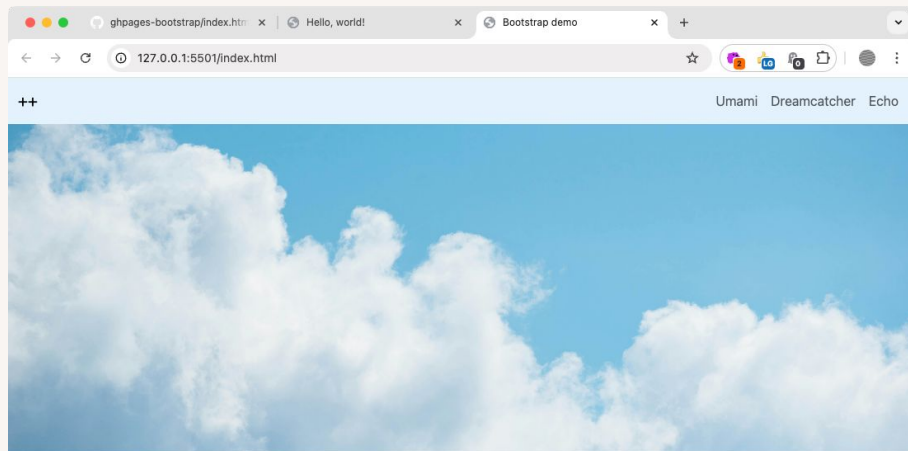 ghpages-bootstrap/index.htm
Hello, world!
Bootstrap demo
127.0.0.1:5501/index.html
2
LG
0
++
Umami Dreamcatcher Echo